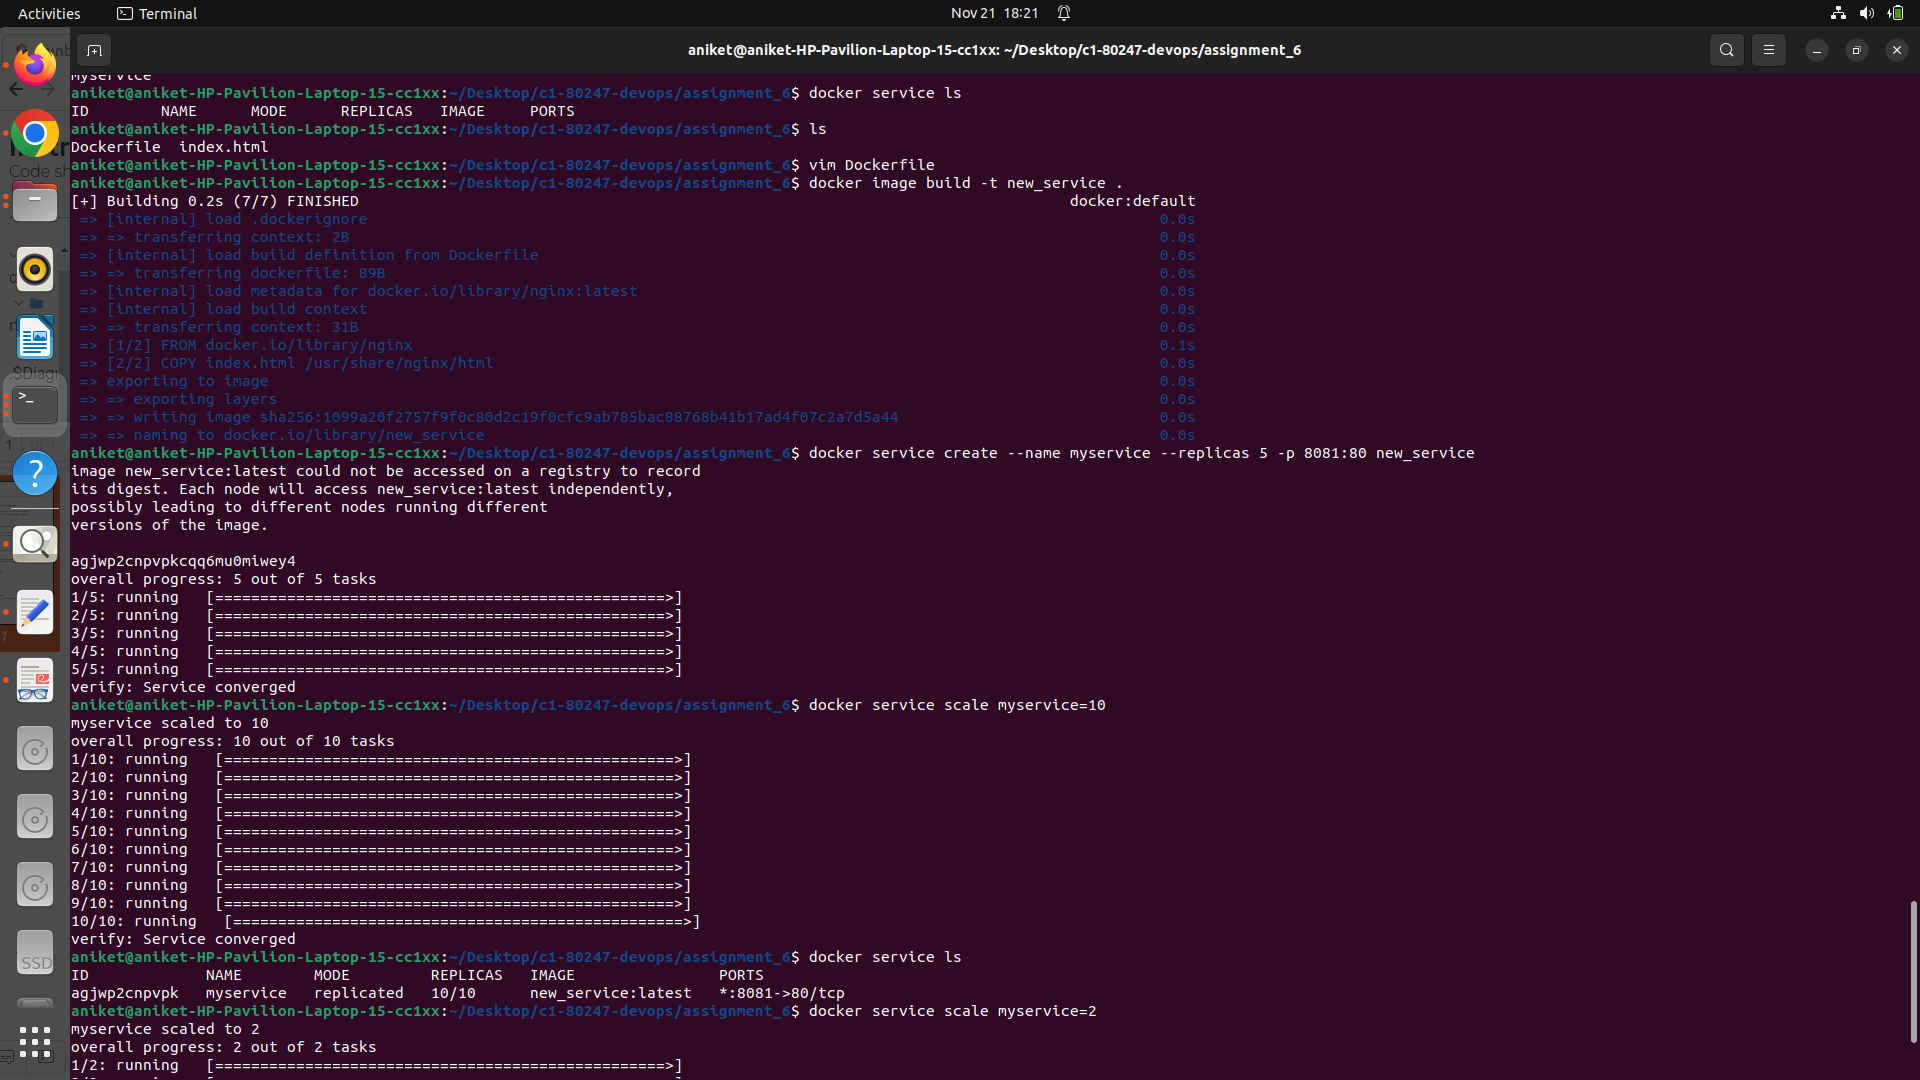 Activities
Terminal
Nov 21 18:21
aniket@aniket-HP-Pavilion-Laptop-15-cc1xx: ~/Desktop/c1-80247-devops/assignment_6
myservice
aniket@aniket-HP-Pavilion-Laptop-15-cc1xx:~/Desktop/c1-80247-devops/assignment_6$ docker service ls
ID        NAME      MODE      REPLICAS   IMAGE     PORTS
aniket@aniket-HP-Pavilion-Laptop-15-cc1xx:~/Desktop/c1-80247-devops/assignment_6$ ls
Dockerfile  index.html
aniket@aniket-HP-Pavilion-Laptop-15-cc1xx:~/Desktop/c1-80247-devops/assignment_6$ vim Dockerfile
aniket@aniket-HP-Pavilion-Laptop-15-cc1xx:~/Desktop/c1-80247-devops/assignment_6$ docker image build -t new_service .
[+] Building 0.2s (7/7) FINISHED docker:default
=> [internal] load .dockerignore 0.0s
=> => transferring context: 2B 0.0s
=> [internal] load build definition from Dockerfile 0.0s
=> => transferring dockerfile: 89B 0.0s
=> [internal] load metadata for docker.io/library/nginx:latest 0.0s
=> [internal] load build context 0.0s
=> => transferring context: 31B 0.0s
=> [1/2] FROM docker.io/library/nginx 0.1s
=> [2/2] COPY index.html /usr/share/nginx/html 0.0s
=> exporting to image 0.0s
=> => exporting layers 0.0s
=> => writing image sha256:1099a20f2757f9f0c80d2c19f0cfc9ab785bac88768b41b17ad4f07c2a7d5a44 0.0s
=> => naming to docker.io/library/new_service 0.0s
aniket@aniket-HP-Pavilion-Laptop-15-cc1xx:~/Desktop/c1-80247-devops/assignment_6$ docker service create --name myservice --replicas 5 -p 8081:80 new_service
image new_service:latest could not be accessed on a registry to record
its digest. Each node will access new_service:latest independently,
possibly leading to different nodes running different
versions of the image.
agjwp2cnpvpkcqq6mu0miwey4
overall progress: 5 out of 5 tasks
1/5: running   [==================================================>]
2/5: running   [==================================================>]
3/5: running   [==================================================>]
4/5: running   [==================================================>]
5/5: running   [==================================================>]
verify: Service converged
aniket@aniket-HP-Pavilion-Laptop-15-cc1xx:~/Desktop/c1-80247-devops/assignment_6$ docker service scale myservice=10
myservice scaled to 10
overall progress: 10 out of 10 tasks
1/10: running   [==================================================>]
2/10: running   [==================================================>]
3/10: running   [==================================================>]
4/10: running   [==================================================>]
5/10: running   [==================================================>]
6/10: running   [==================================================>]
7/10: running   [==================================================>]
8/10: running   [==================================================>]
9/10: running   [==================================================>]
10/10: running   [==================================================>]
verify: Service converged
aniket@aniket-HP-Pavilion-Laptop-15-cc1xx:~/Desktop/c1-80247-devops/assignment_6$ docker service ls
ID             NAME        MODE         REPLICAS   IMAGE                PORTS
agjwp2cnpvpk   myservice   replicated   10/10      new_service:latest   *:8081->80/tcp
aniket@aniket-HP-Pavilion-Laptop-15-cc1xx:~/Desktop/c1-80247-devops/assignment_6$ docker service scale myservice=2
myservice scaled to 2
overall progress: 2 out of 2 tasks
1/2: running   [==================================================>]
SSD